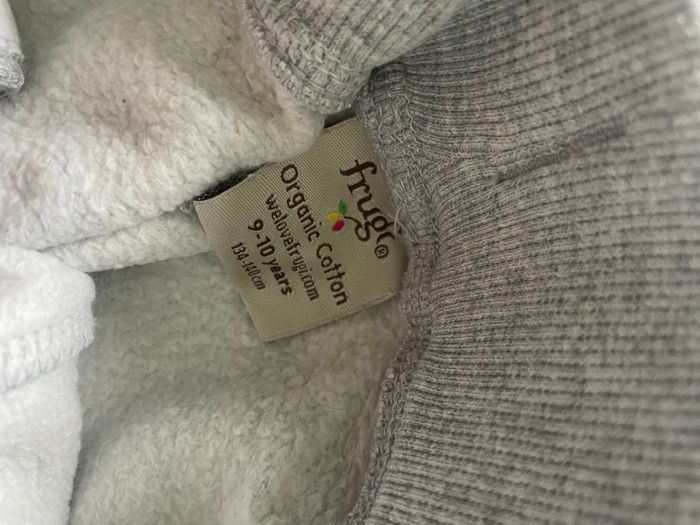 frugi®
Organic Cotton
welovefrugi.com
9-10 years
134-140cm